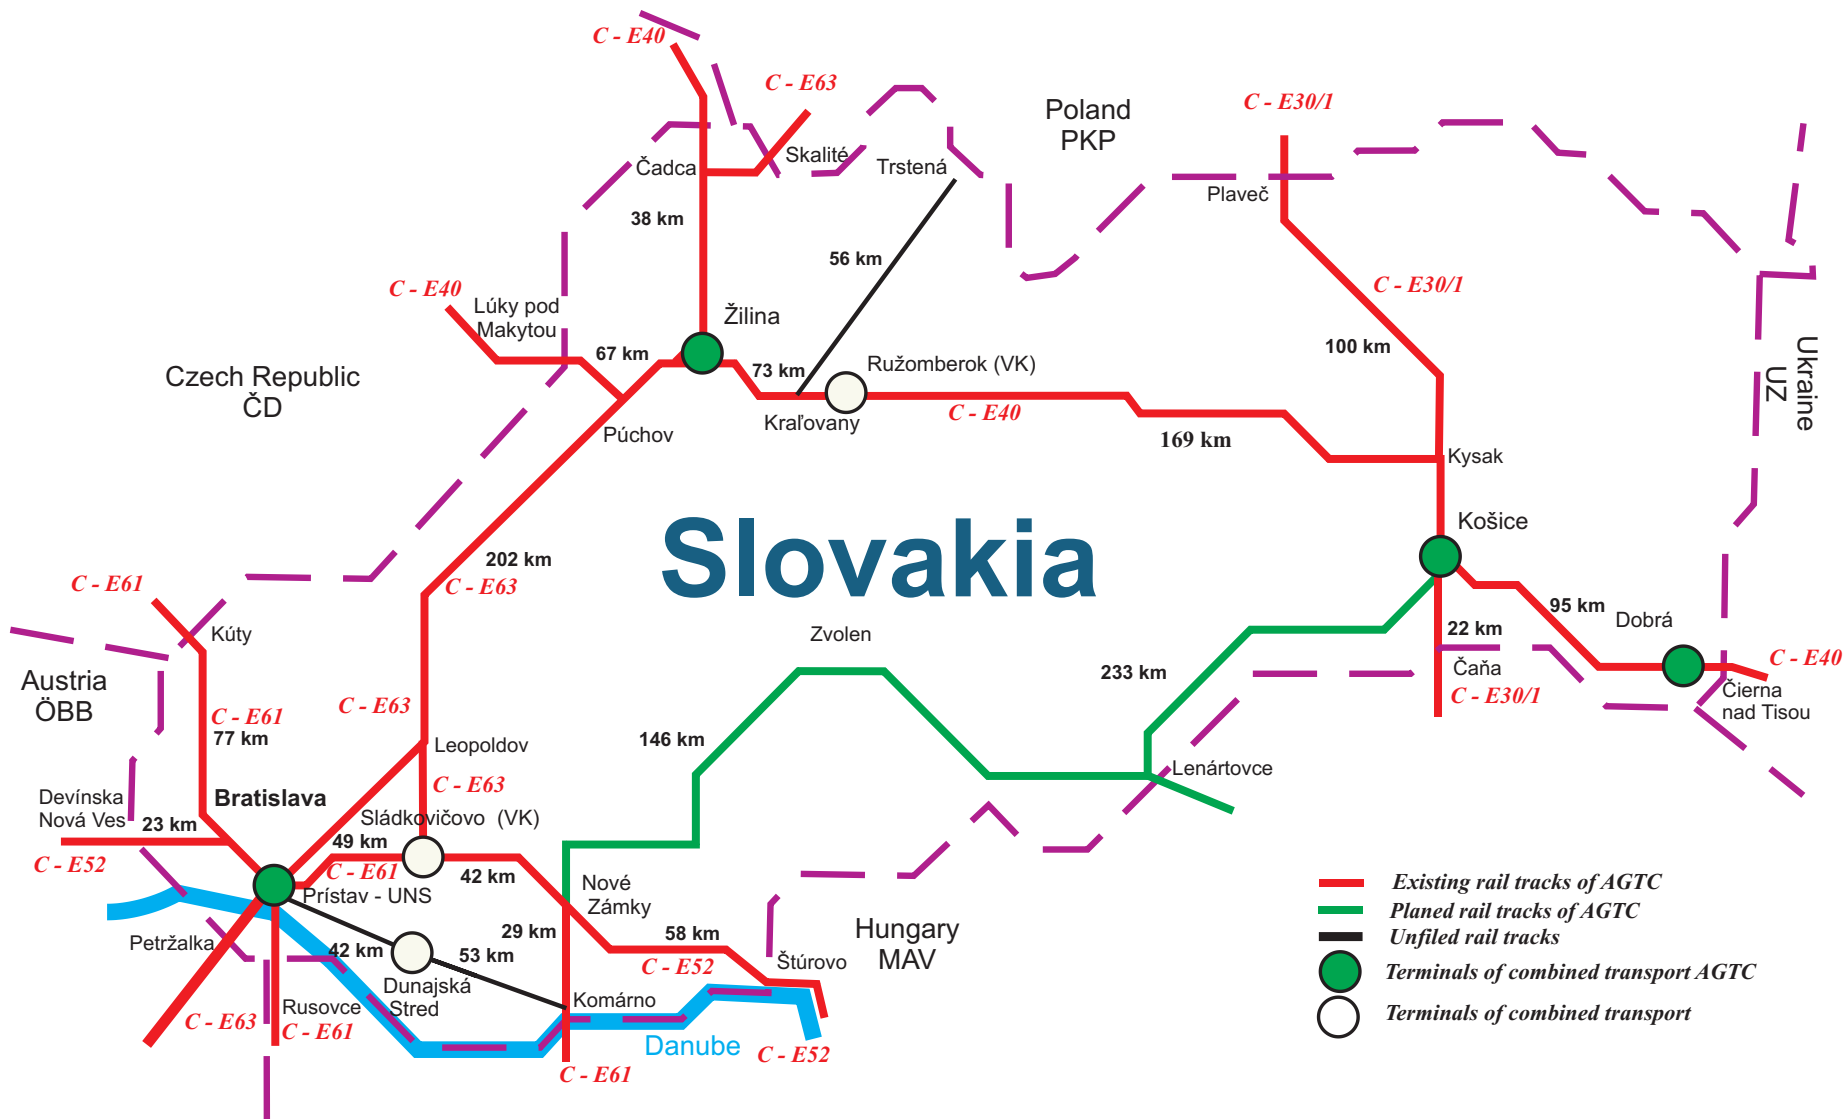 C - E40
C - E63
Poland
PKP
C - E30/1
Čadca
Skalité
Trstená
Plaveč
38 km
56 km
C - E40
Lúky pod
Makytou
C - E30/1
Žilina
67 km
73 km
Ružomberok (VK)
100 km
Ukraine
UZ
Czech Republic
ČD
Kraľovany
C - E40
169 km
Púchov
Kysak
Slovakia
Košice
202 km
C - E63
C - E61
Kúty
Zvolen
95 km
Dobrá
22 km
C - E40
Austria
ÖBB
233 km
Čaňa
C - E30/1
Čierna
nad Tisou
C - E61
77 km
C - E63
Leopoldov
146 km
Lenártovce
C - E63
Devínska
Nová Ves
Bratislava
23 km
Sládkovičovo (VK)
49 km
C - E52
C - E61
42 km
Prístav - UNS
Nové
Zámky
Existing rail tracks of AGTC
Planed rail tracks of AGTC
Unfiled rail tracks
Terminals of combined transport AGTC
Terminals of combined transport
Petržalka
42 km
53 km
29 km
58 km
C - E52
Štúrovo
Hungary
MAV
Dunajská
Stred
Rusovce
Komárno
C - E63
C - E61
Danube
C - E52
C - E61